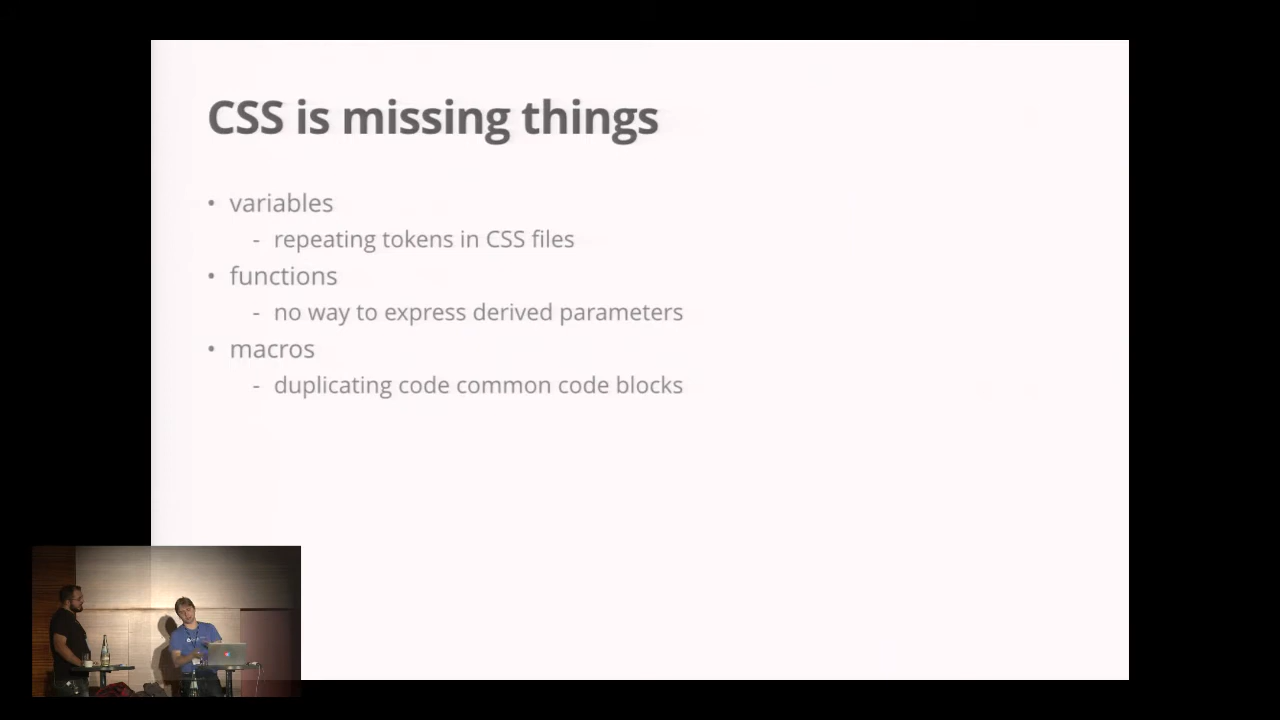 CSS is missing things
• variables
- repeating tokens in CSS files
• functions
- no way to express derived parameters
• macros
- duplicating code common code blocks